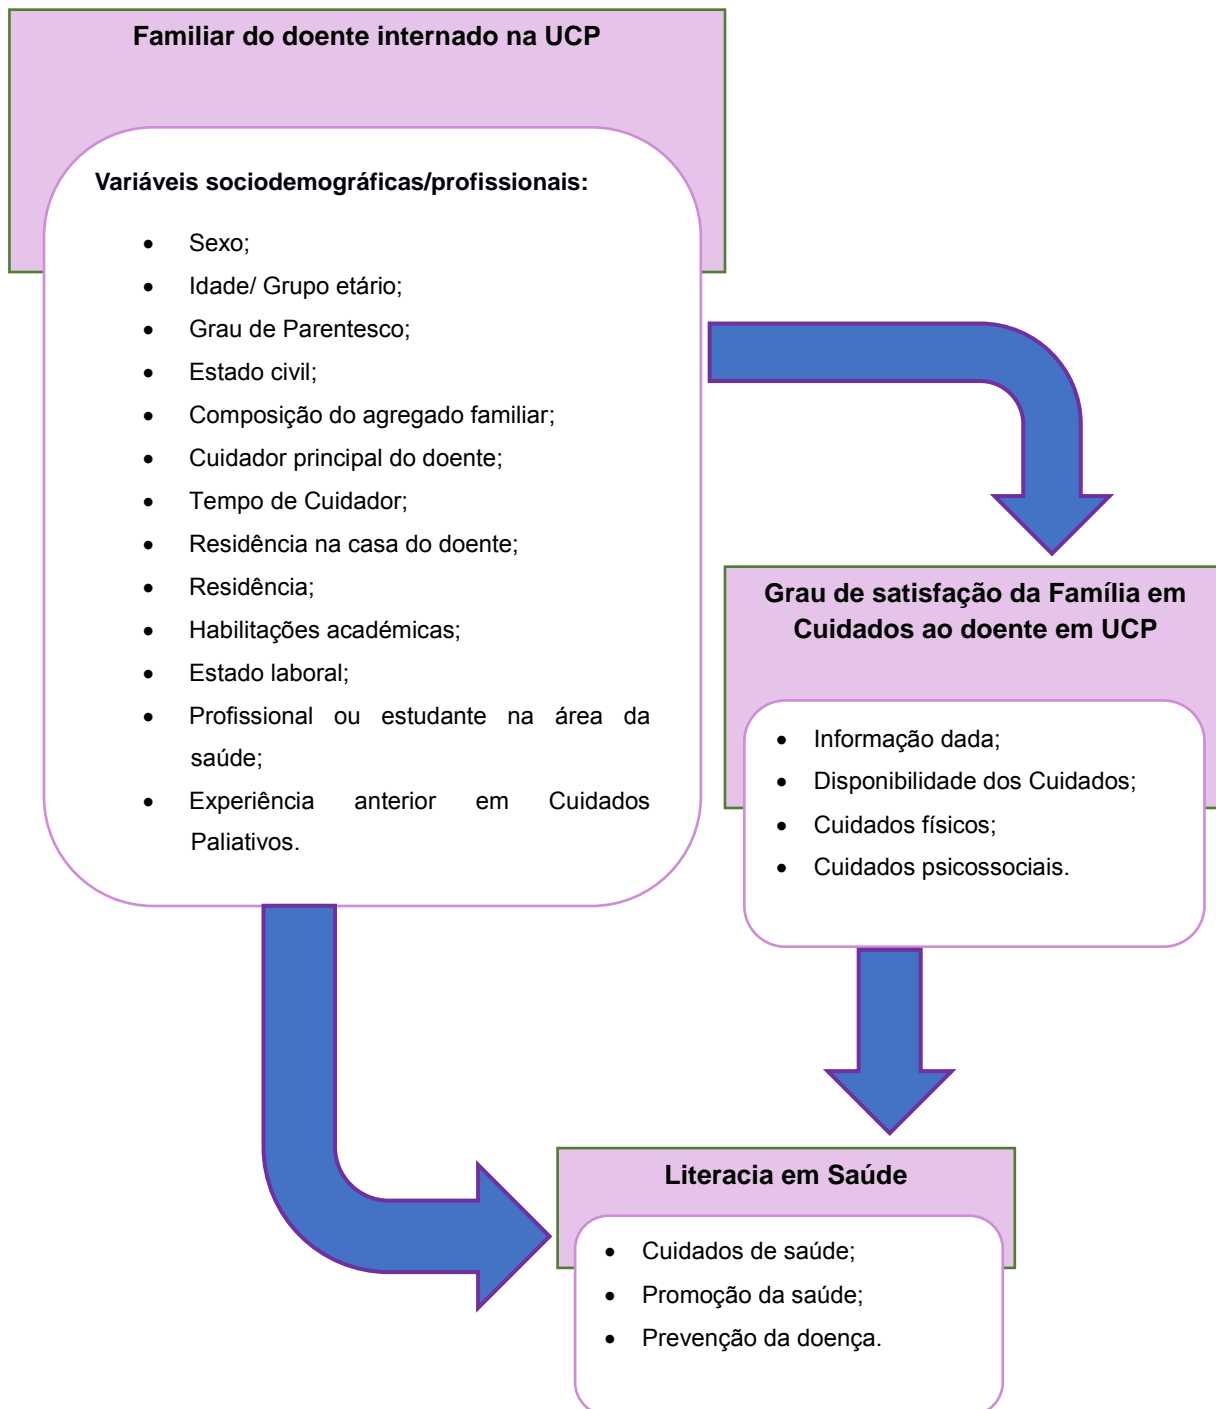 Familiar do doente internado na UCP
Variáveis sociodemográficas/profissionais:
• Sexo;
• Idade/ Grupo etário;
• Grau de Parentesco;
• Estado civil;
• Composição do agregado familiar;
• Cuidador principal do doente;
• Tempo de Cuidador;
• Residência na casa do doente;
• Residência;
• Habilitações académicas;
• Estado laboral;
• Profissional ou estudante na área da
saúde;
• Experiência anterior em Cuidados
Paliativos.
Grau de satisfação da Família em
Cuidados ao doente em UCP
• Informação dada;
• Disponibilidade dos Cuidados;
• Cuidados físicos;
• Cuidados psicossociais.
Literacia em Saúde
• Cuidados de saúde;
• Promoção da saúde;
• Prevenção da doença.